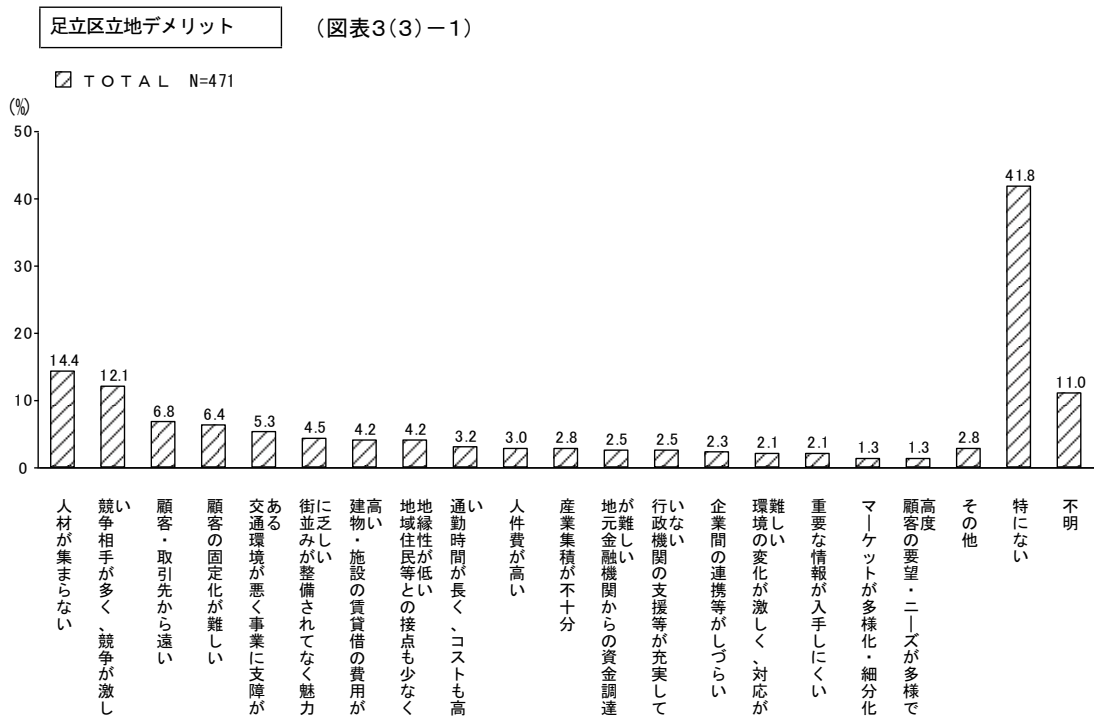 足立区立地デメリット
（図表3(3)－1）
ＴＯＴＡＬ N=471
(%)
50
40
30
20
10
0
14.4
12.1
6.8
6.4
5.3
4.5
4.2
4.2
3.2
3.0
2.8
2.5
2.5
2.3
2.1
2.1
1.3
1.3
2.8
41.8
11.0
人材が集まらない
競争相手が多く、競争が激し
い
顧客・取引先から遠い
顧客の固定化が難しい
交通環境が悪く事業に支障が
ある
街並みが整備されてなく魅力
に乏しい
建物・施設の賃貸借の費用が
高い
地域住民等との接点も少なく
地縁性が低い
通勤時間が長く、コストも高
い
人件費が高い
産業集積が不十分
地元金融機関からの資金調達
が難しい
行政機関の支援等が充実して
いない
企業間の連携等がしづらい
環境の変化が激しく、対応が
難しい
重要な情報が入手しにくい
マーケットが多様化・細分化
顧客の要望・ニーズが多様で
高度
その他
特にない
不明